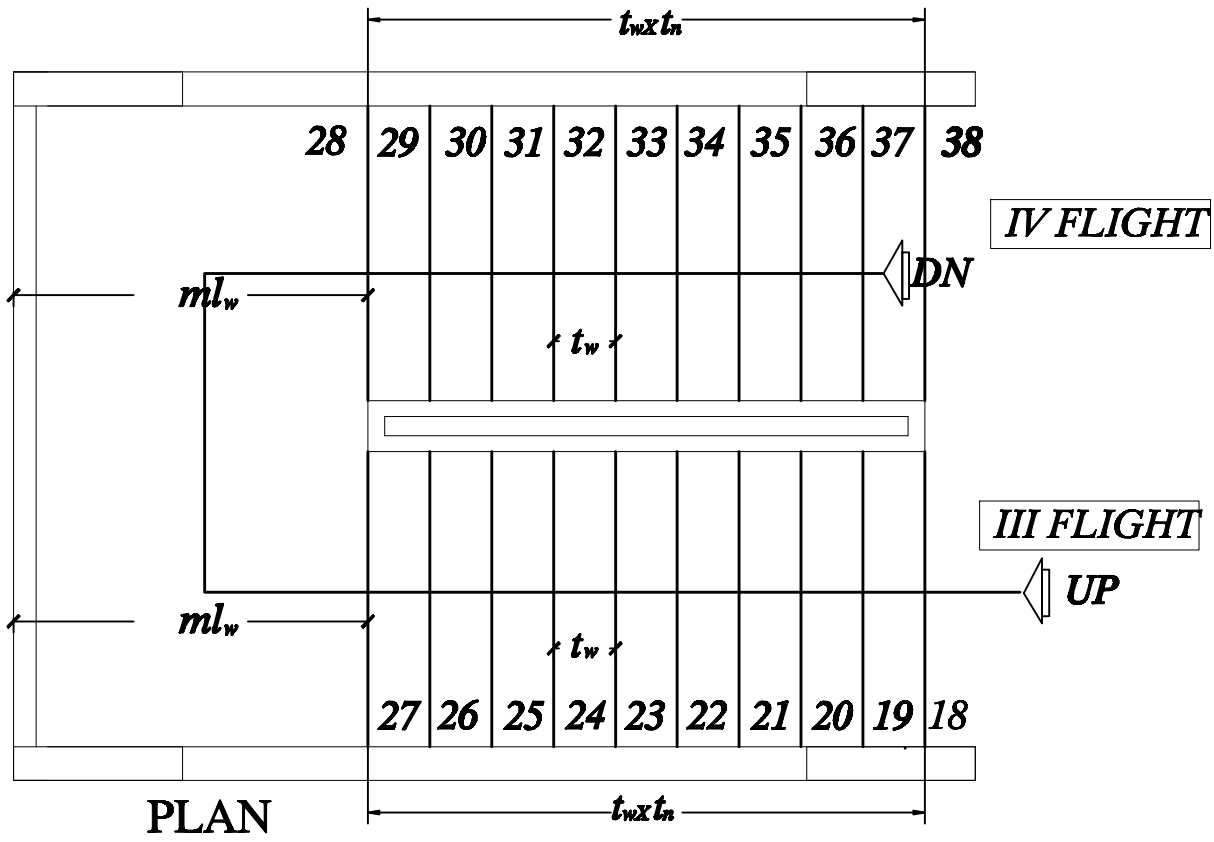 twxtn
28 29 30 31 32 33 34 35 36 37 38
IV FLIGHT
DN
mlw
tw
III FLIGHT
UP
mlw
tw
27 26 25 24 23 22 21 20 19 18
twxtn
PLAN